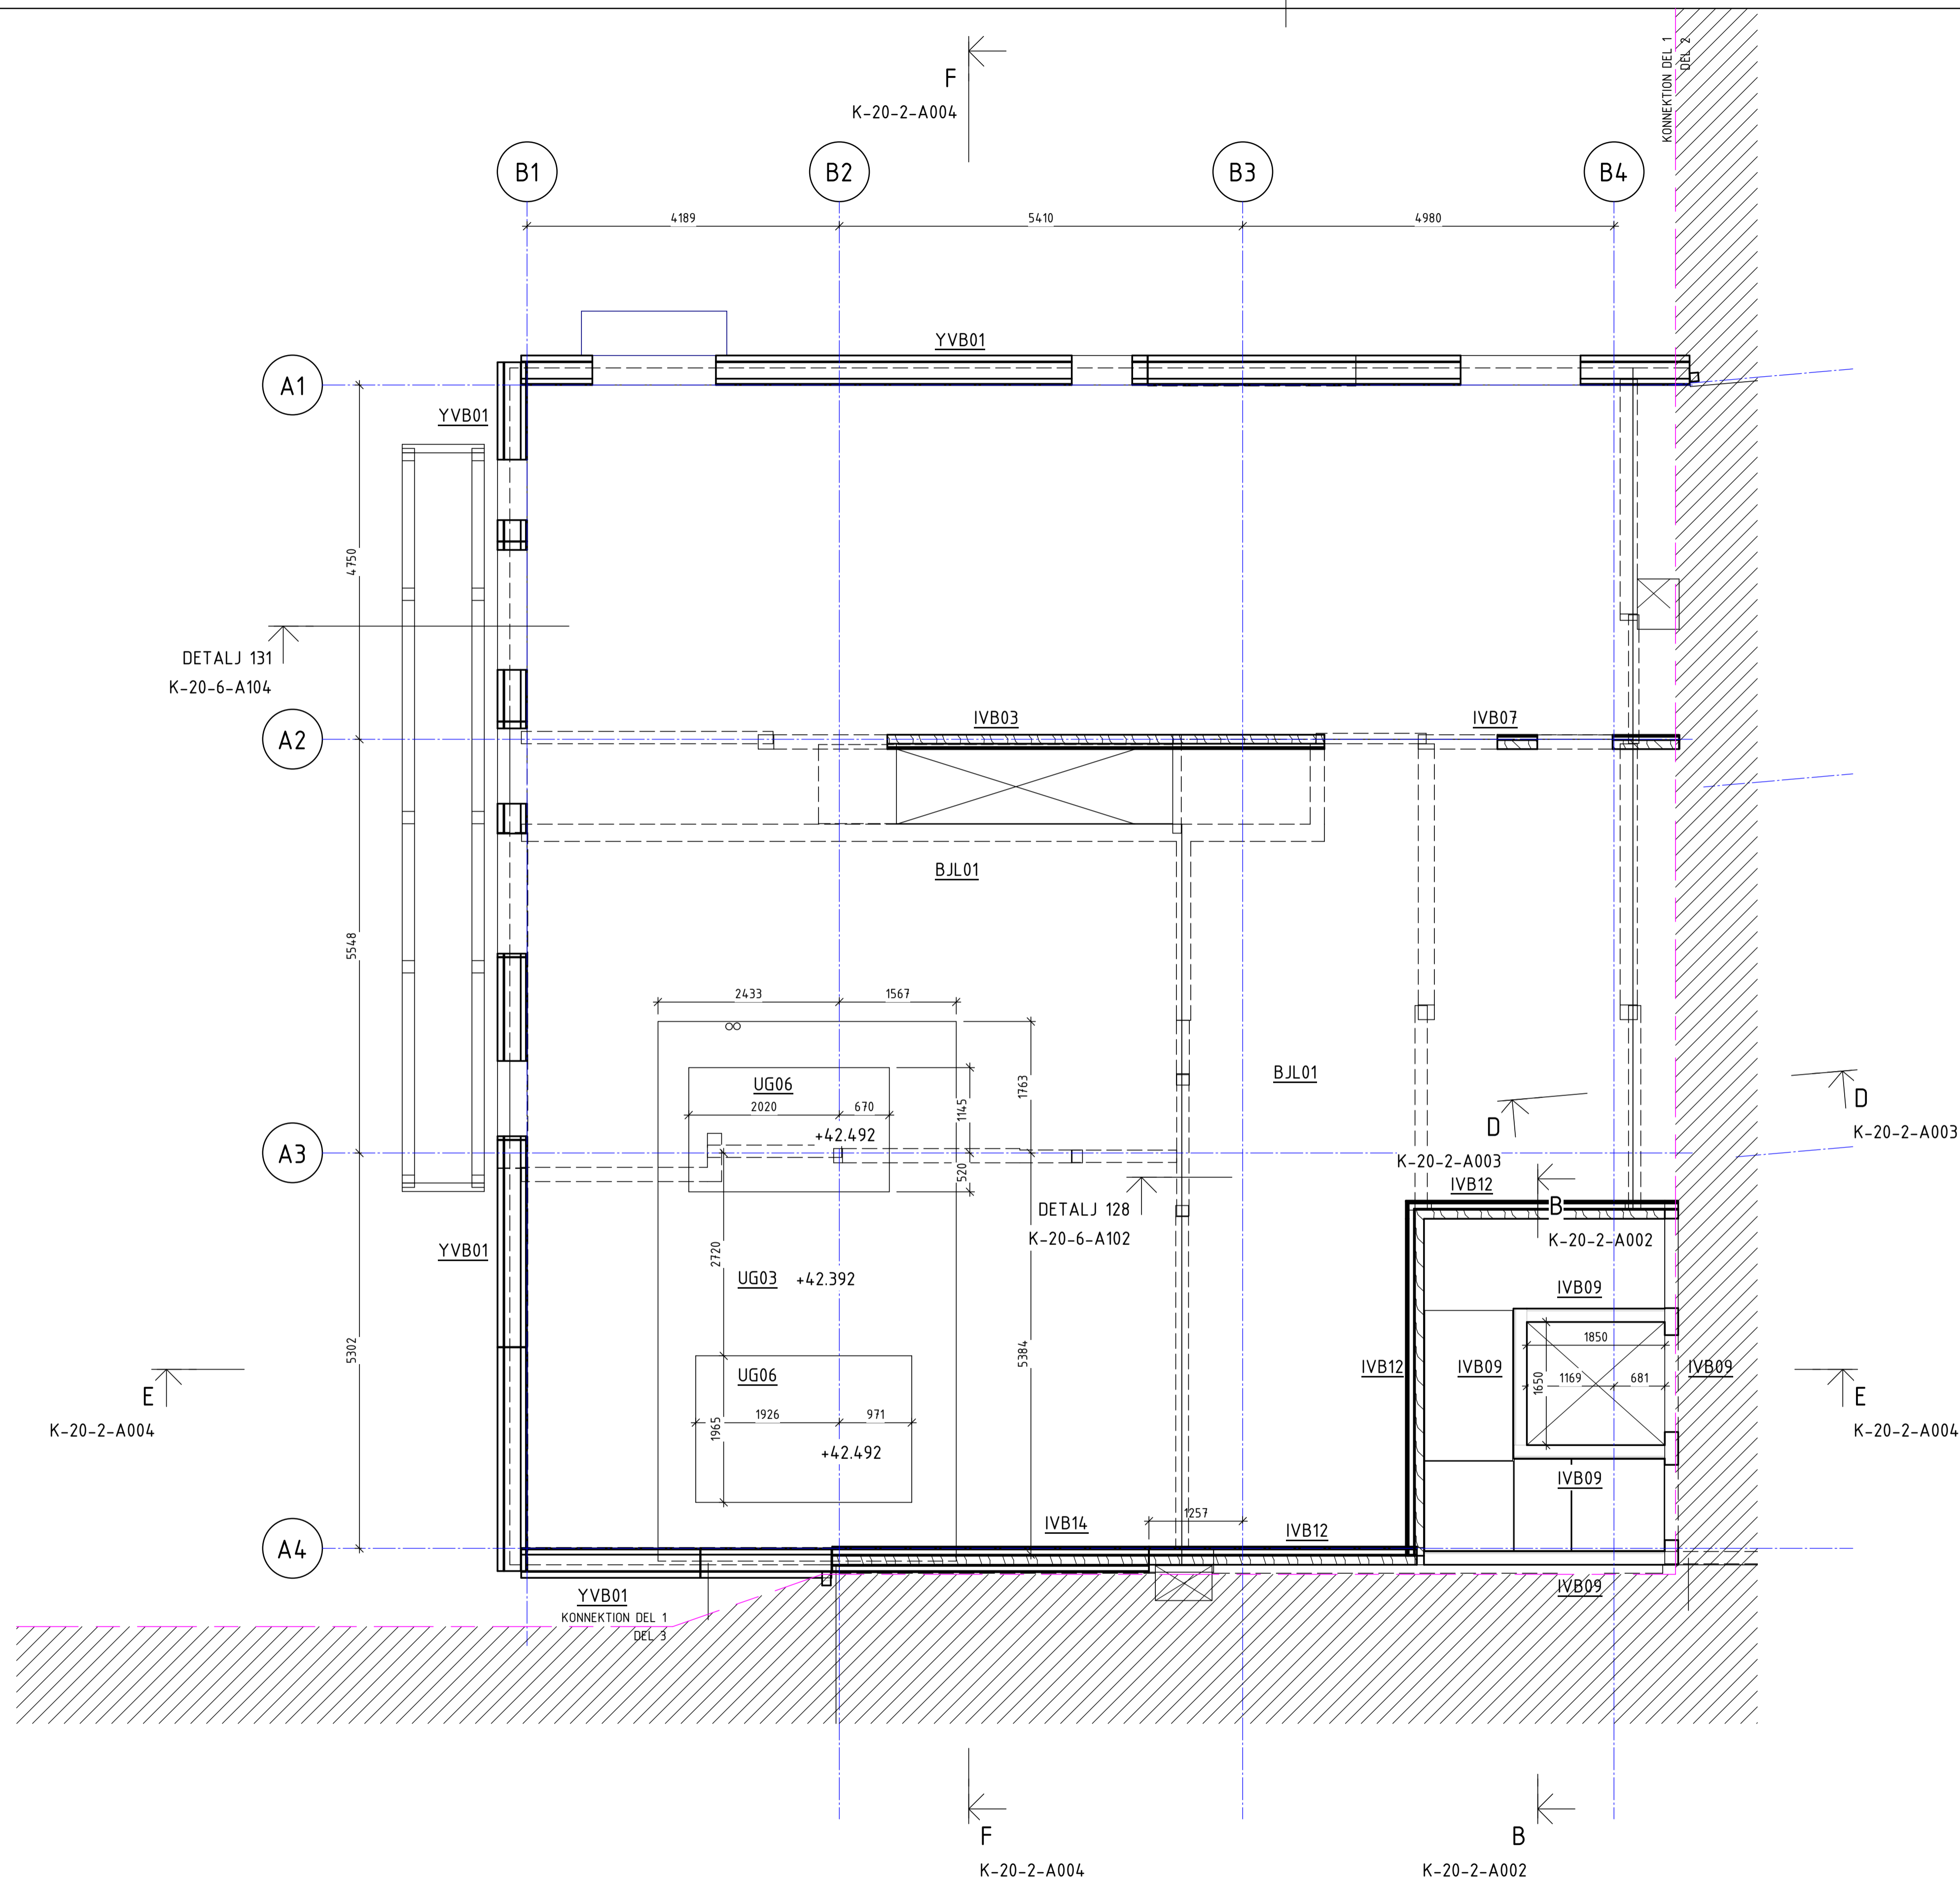 KONNEKTION DEL 1
DEL 2
F
K-20-2-A004
B1
B2
B3
B4
4189
5410
4980
YVB01
A1
YVB01
4750
DETALJ 131
K-20-6-A104
A2
IVB03
IVB07
BJL01
5548
2433
1567
∞
UG06
BJL01
1763
1145
2020
670
+42.492
D
K-20-2-A003
D
K-20-2-A003
A3
520
IVB12
B
K-20-2-A002
DETALJ 128
K-20-6-A102
YVB01
2720
UG03
+42.392
IVB09
5302
5384
1850
E
K-20-2-A004
UG06
IVB12
IVB09
1650
1169
681
IVB09
E
K-20-2-A004
1965
1926
971
+42.492
IVB09
1257
IVB14
IVB12
A4
YVB01
KONNEKTION DEL 1
DEL 3
IVB09
F
K-20-2-A004
B
K-20-2-A002